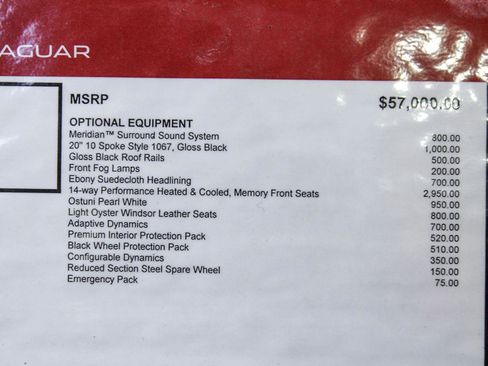 JAGUAR
MSRP $57,000.00
OPTIONAL EQUIPMENT
Meridian™ Surround Sound System 800.00
20" 10 Spoke Style 1067, Gloss Black 1,000.00
Gloss Black Roof Rails 500.00
Front Fog Lamps 200.00
Ebony Suedecloth Headlining 700.00
14-way Performance Heated & Cooled, Memory Front Seats 2,950.00
Ostuni Pearl White 950.00
Light Oyster Windsor Leather Seats 800.00
Adaptive Dynamics 700.00
Premium Interior Protection Pack 520.00
Black Wheel Protection Pack 510.00
Configurable Dynamics 350.00
Reduced Section Steel Spare Wheel 150.00
Emergency Pack 75.00